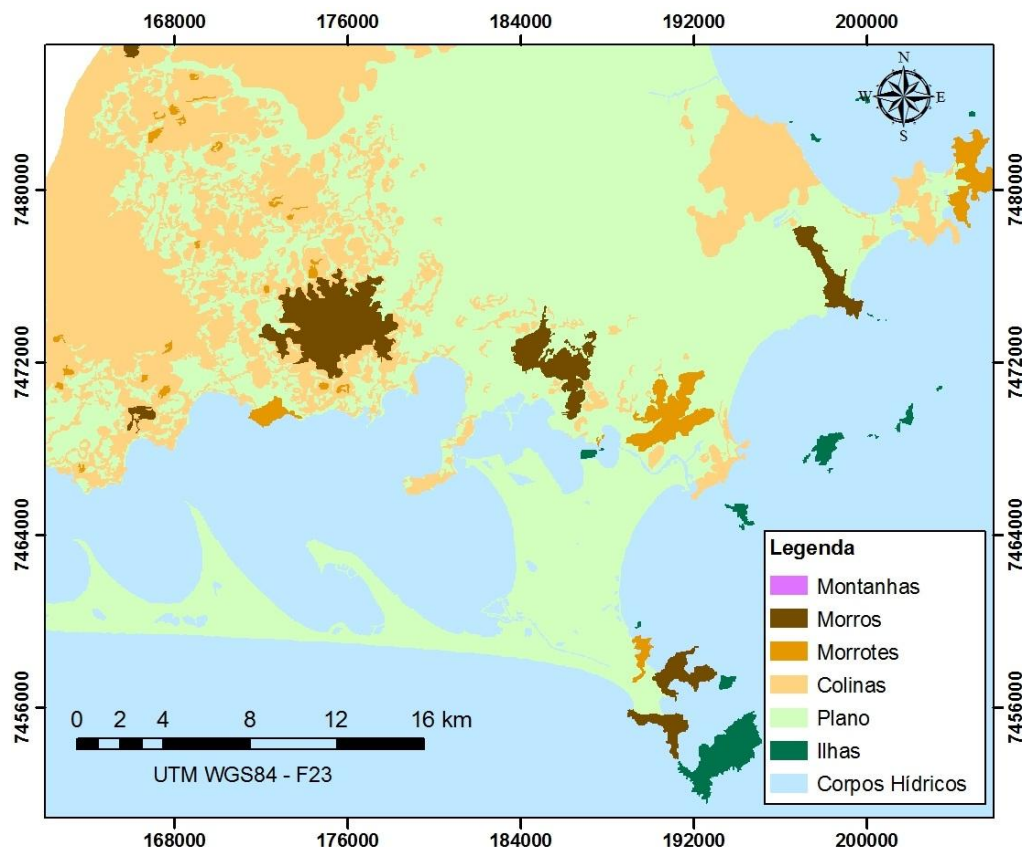 168000 176000 184000 192000 200000
N
W E
S
7480000 7480000
7472000 7472000
7464000 7464000
7456000 7456000
Legenda
Montanhas
Morros
Morrotes
Colinas
Plano
Ilhas
Corpos Hídricos
0 2 4 8 12 16 km
UTM WGS84 - F23
168000 176000 184000 192000 200000